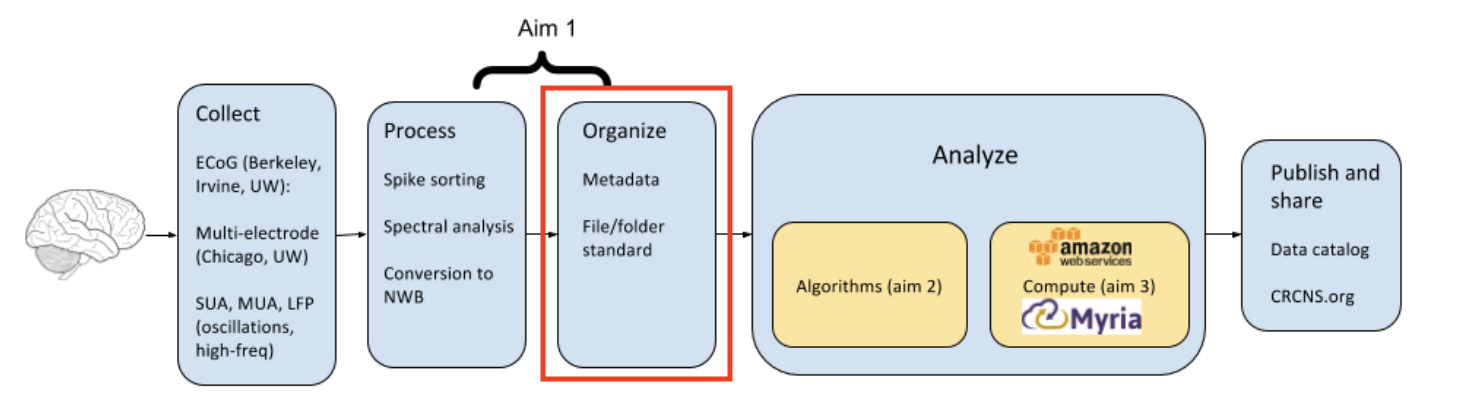 Aim 1
Collect
ECoG (Berkeley,
Irvine, UW):
Multi-electrode
(Chicago, UW)
SUA, MUA, LFP
(oscillations,
high-freq)
Process
Spike sorting
Spectral analysis
Conversion to
NWB
Organize
Metadata
File/folder
standard
Analyze
Algorithms (aim 2)
amazon
webservices
Compute (aim 3)
Myria
Publish and
share
Data catalog
CRCNS.org